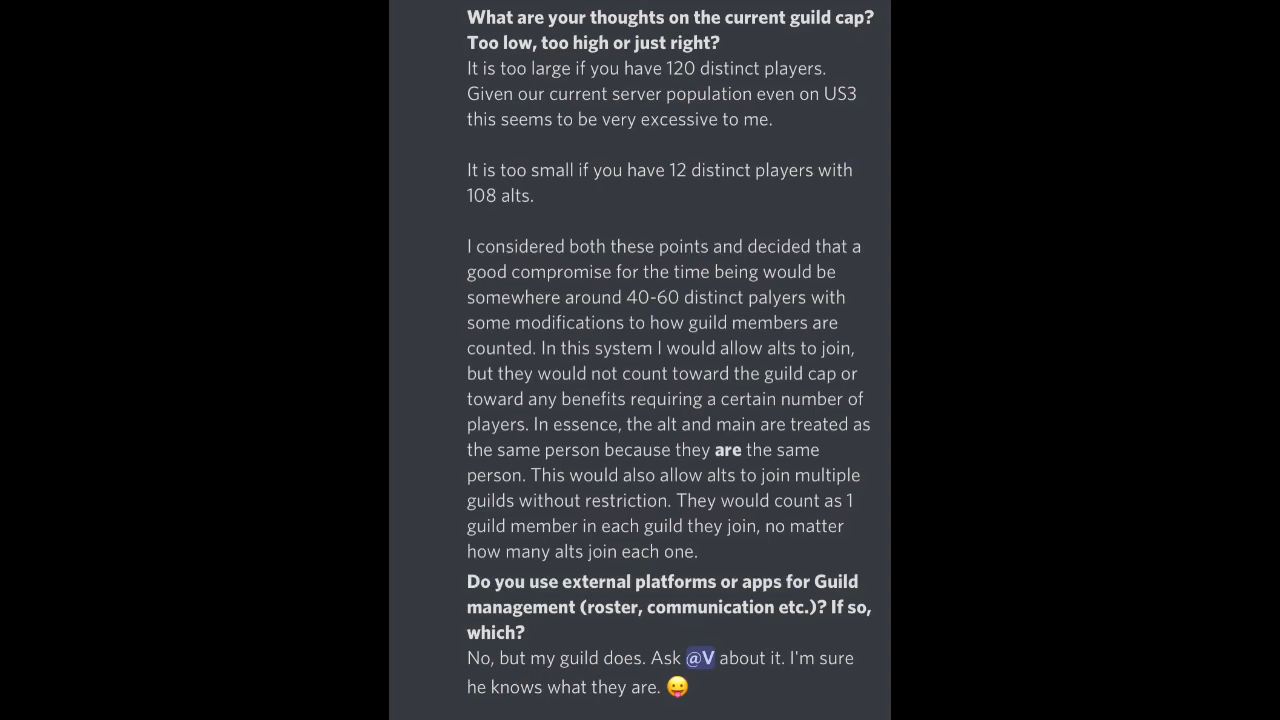 What are your thoughts on the current guild cap?
Too low, too high or just right?
It is too large if you have 120 distinct players.
Given our current server population even on US3
this seems to be very excessive to me.
It is too small if you have 12 distinct players with
108 alts.
I considered both these points and decided that a
good compromise for the time being would be
somewhere around 40-60 distinct palyers with
some modifications to how guild members are
counted. In this system I would allow alts to join,
but they would not count toward the guild cap or
toward any benefits requiring a certain number of
players. In essence, the alt and main are treated as
the same person because they are the same
person. This would also allow alts to join multiple
guilds without restriction. They would count as 1
guild member in each guild they join, no matter
how many alts join each one.
Do you use external platforms or apps for Guild
management (roster, communication etc.)? If so,
which?
No, but my guild does. Ask @V about it. I'm sure
he knows what they are. 😛